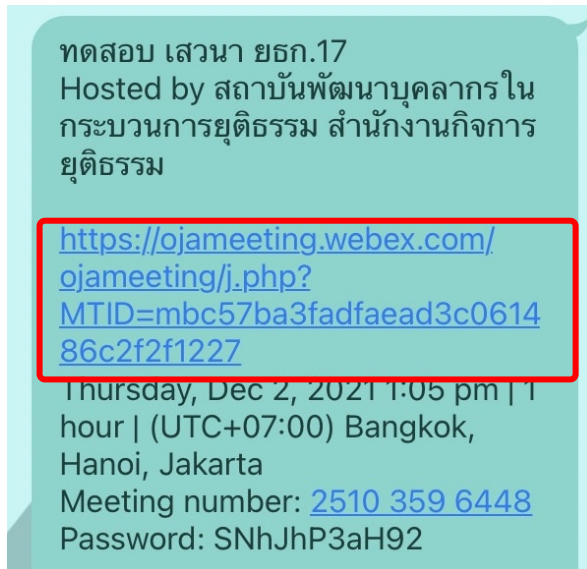 ทดสอบ เสวนา ยธก.17
Hosted by สถาบันพัฒนาบุคลากรใน
กระบวนการยุติธรรม สำนักงานกิจการ
ยุติธรรม
https://ojameeting.webex.com/
ojameeting/j.php?
MTID=mbc57ba3fadfaead3c0614
86c2f2f1227
Thursday, Dec 2, 2021 1:05 pm | 1
hour | (UTC+07:00) Bangkok,
Hanoi, Jakarta
Meeting number: 2510 359 6448
Password: SNhJhP3aH92